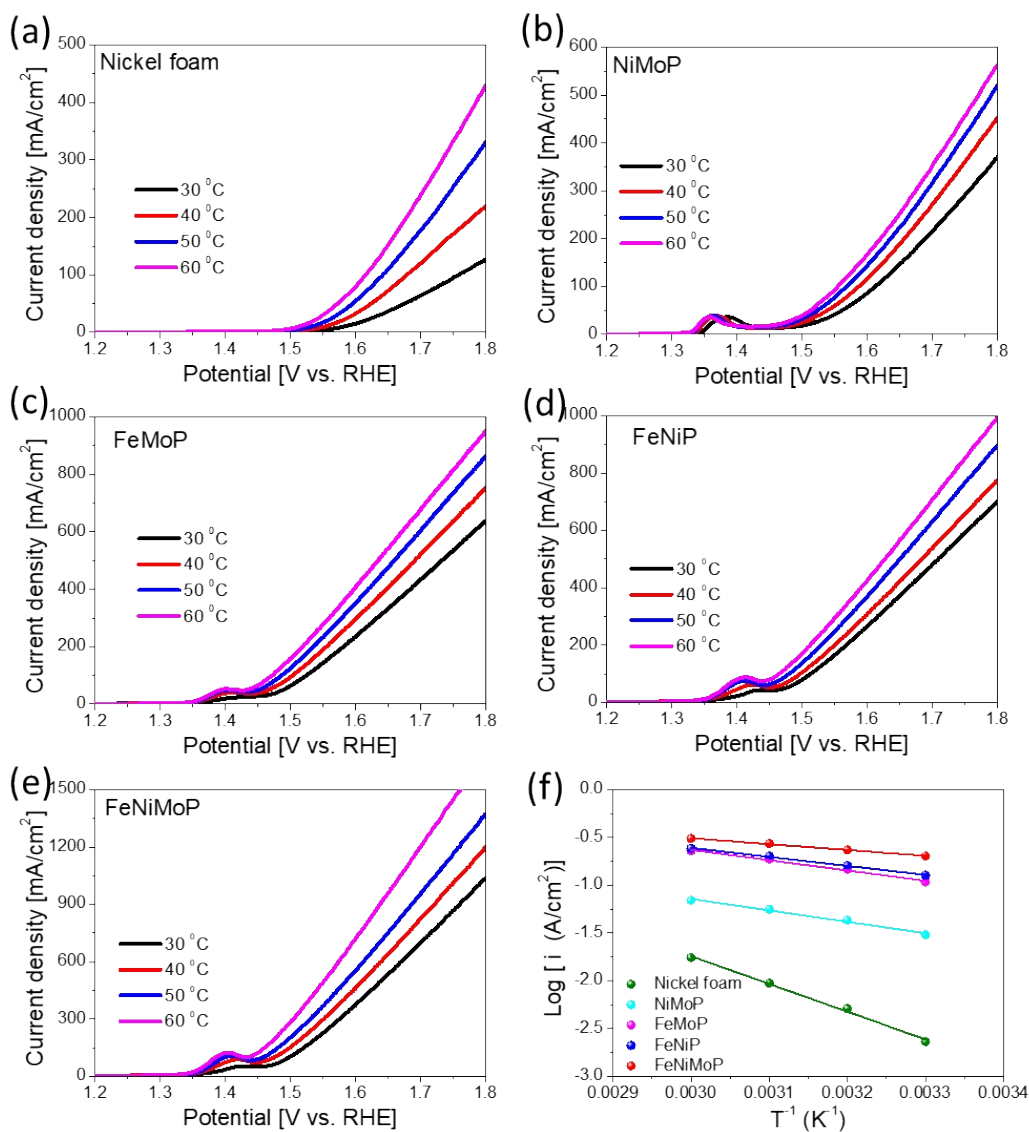 (a)
Nickel foam
Current density [mA/cm²]
500
400
300
200
100
0
30 ⁰C
40 ⁰C
50 ⁰C
60 ⁰C
1.2 1.3 1.4 1.5 1.6 1.7 1.8
Potential [V vs. RHE]
(b)
NiMoP
Current density [mA/cm²]
600
500
400
300
200
100
0
30 ⁰C
40 ⁰C
50 ⁰C
60 ⁰C
1.2 1.3 1.4 1.5 1.6 1.7 1.8
Potential [V vs. RHE]
(c)
FeMoP
Current density [mA/cm²]
1000
800
600
400
200
0
30 ⁰C
40 ⁰C
50 ⁰C
60 ⁰C
1.2 1.3 1.4 1.5 1.6 1.7 1.8
Potential [V vs. RHE]
(d)
FeNiP
Current density [mA/cm²]
1000
800
600
400
200
0
30 ⁰C
40 ⁰C
50 ⁰C
60 ⁰C
1.2 1.3 1.4 1.5 1.6 1.7 1.8
Potential [V vs. RHE]
(e)
FeNiMoP
Current density [mA/cm²]
1500
1200
900
600
300
0
30 ⁰C
40 ⁰C
50 ⁰C
60 ⁰C
1.2 1.3 1.4 1.5 1.6 1.7 1.8
Potential [V vs. RHE]
(f)
Log [ i (A/cm²)]
0.0
-0.5
-1.0
-1.5
-2.0
-2.5
-3.0
Nickel foam
NiMoP
FeMoP
FeNiP
FeNiMoP
0.0029 0.0030 0.0031 0.0032 0.0033 0.0034
T⁻¹ (K⁻¹)